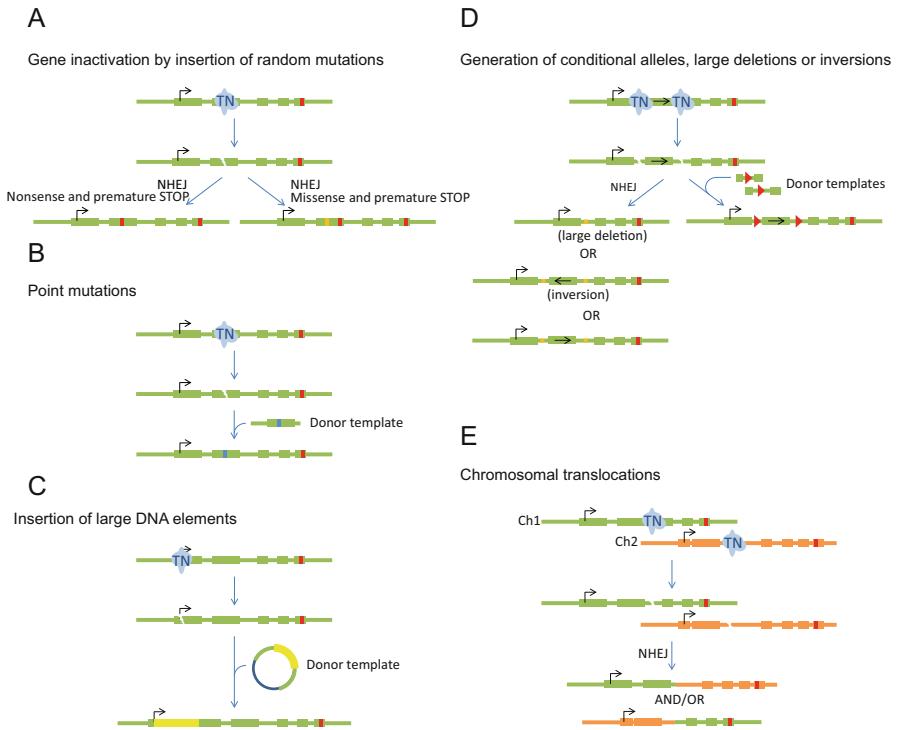 A
Gene inactivation by insertion of random mutations
TN
NHEJ
Nonsense and premature STOP
NHEJ
Missense and premature STOP
B
Point mutations
TN
Donor template
C
Insertion of large DNA elements
TN
Donor template
D
Generation of conditional alleles, large deletions or inversions
TN
TN
NHEJ
Donor templates
(large deletion)
OR
(inversion)
OR
E
Chromosomal translocations
Ch1
TN
Ch2
TN
NHEJ
AND/OR